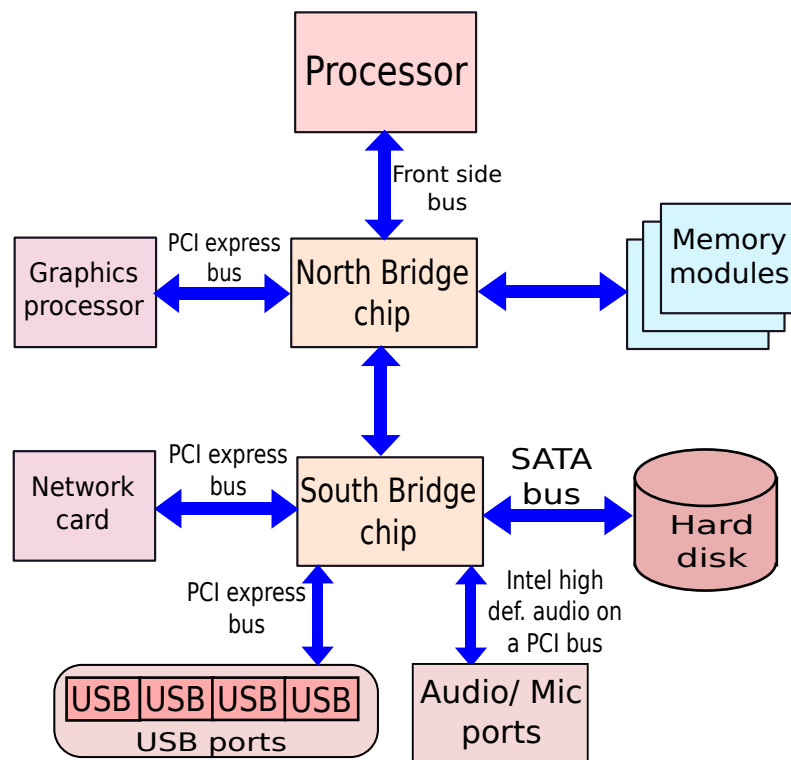 Processor
Front side
bus
PCI express
bus
Graphics
processor
North Bridge
chip
Memory
modules
PCI express
bus
Network
card
South Bridge
chip
SATA
bus
Hard
disk
PCI express
bus
Intel high
def. audio on
a PCI bus
USB USB USB USB
USB ports
Audio/ Mic
ports